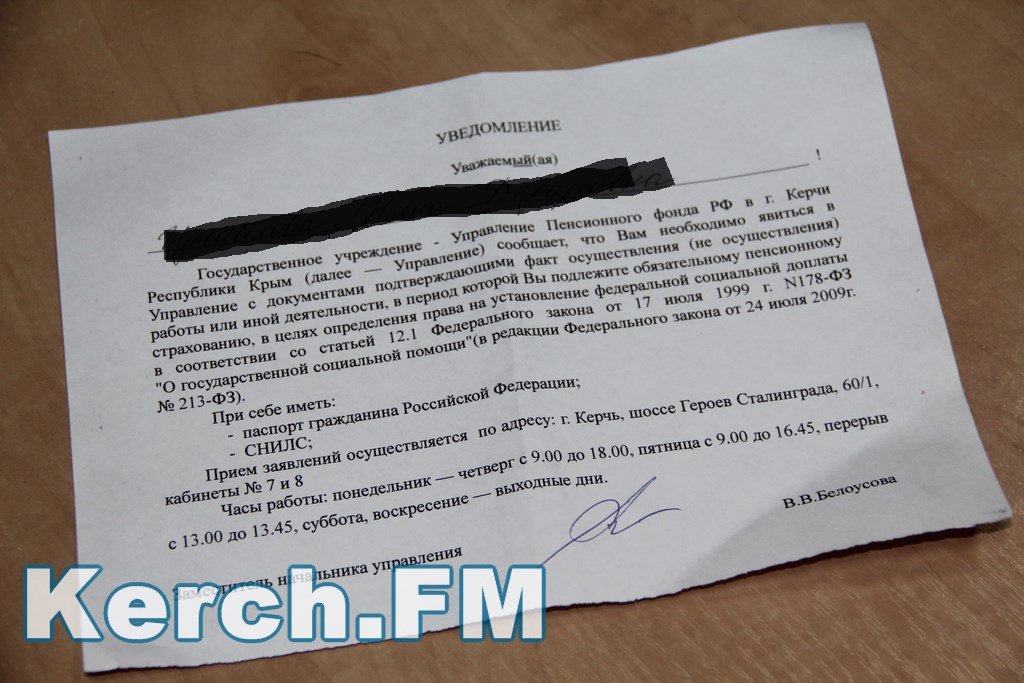 УВЕДОМЛЕНИЕ
Уважаемый(ая)
!
Государственное учреждение - Управление Пенсионного фонда РФ в г. Керчи
Республики Крым (далее — Управление) сообщает, что Вам необходимо явиться в
Управление с документами подтверждающими факт осуществления (не осуществления)
работы или иной деятельности, в период которой Вы подлежите обязательному пенсионному
страхованию, в целях определения права на установление федеральной социальной доплаты
в соответствии со статьей 12.1 Федерального закона от 17 июля 1999 г. N178-ФЗ
"О государственной социальной помощи"(в редакции Федерального закона от 24 июля 2009г.
№ 213-ФЗ).
При себе иметь:
- паспорт гражданина Российской Федерации;
- СНИЛС;
Прием заявлений осуществляется по адресу: г. Керчь, шоссе Героев Сталинграда, 60/1,
кабинеты № 7 и 8
Часы работы: понедельник — четверг с 9.00 до 18.00, пятница с 9.00 до 16.45, перерыв
с 13.00 до 13.45, суббота, воскресение — выходные дни.
Заместитель начальника управления
В.В.Белоусова
Kerch.FM